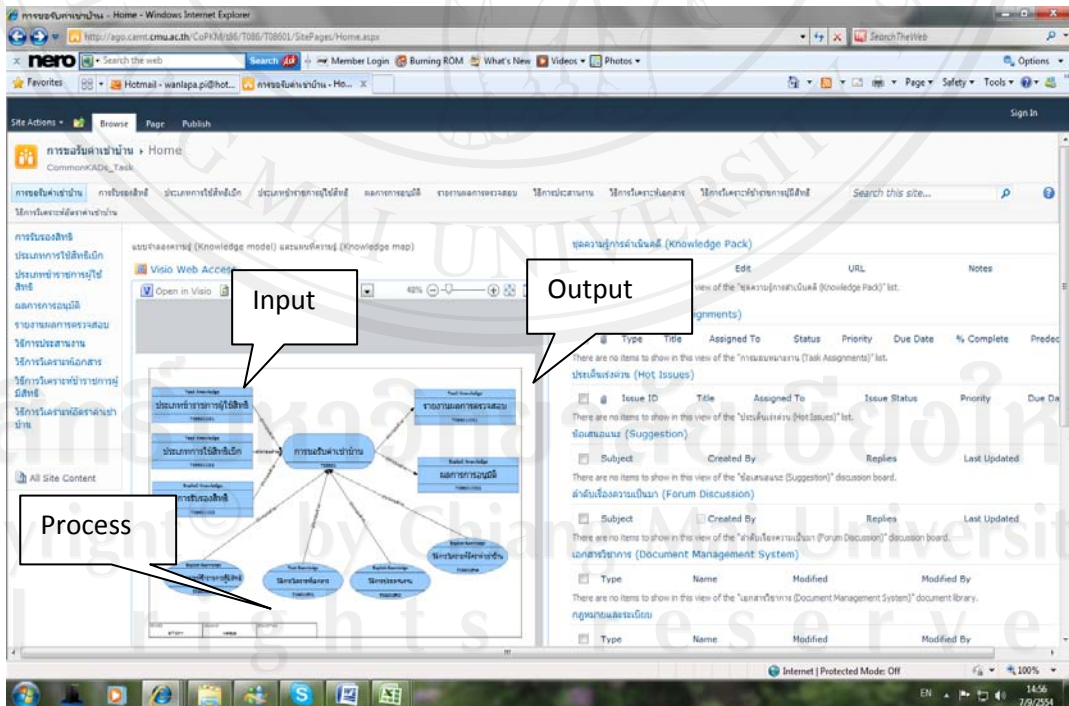 การขอรับค่าเช่าบ้าน - Home - Windows Internet Explorer
http://ago.camt.cmu.ac.th/CoPKM/t86/T086/T08601/SitePages/Home.aspx
Search The Web
nero Search the web Search Member Login Burning ROM What's New Videos Photos Options
Favorites Hotmail - wanlapa.pi@hot... การขอรับค่าเช่าบ้าน - Ho... Page Safety Tools
Site Actions Browse Page Publish Sign In
การขอรับค่าเช่าบ้าน Home
CommonKADs_Task
การขอรับค่าเช่าบ้าน การรับรองสิทธิ ประเภทการใช้สิทธิเบิก ประเภทข้าราชการผู้ใช้สิทธิ ผลการการอนุมัติ รายงานผลการตรวจสอบ วิธีการประสานงาน วิธีการวิเคราะห์เอกสาร วิธีการวิเคราะห์ข้าราชการผู้มีสิทธิ Search this site...
วิธีการวิเคราะห์อัตราค่าเช่าบ้าน
การรับรองสิทธิ
ประเภทการใช้สิทธิเบิก
ประเภทข้าราชการผู้ใช้
สิทธิ
ผลการการอนุมัติ
รายงานผลการตรวจสอบ
วิธีการประสานงาน
วิธีการวิเคราะห์เอกสาร
วิธีการวิเคราะห์ข้าราชการผู้
มีสิทธิ
วิธีการวิเคราะห์อัตราค่าเช่า
บ้าน
All Site Content
แบบจำลองความรู้ (Knowledge model) และแผนที่ความรู้ (Knowledge map)
Visio Web Access
Open in Visio 48%
Input
Output
Process
ประเภทข้าราชการผู้ใช้สิทธิ
ประเภทการใช้สิทธิเบิก
การรับรองสิทธิ
การขอรับค่าเช่าบ้าน
T08601
รายงานผลการตรวจสอบ
ผลการการอนุมัติ
วิธีการวิเคราะห์อัตราค่าเช่าบ้าน
วิธีการวิเคราะห์เอกสาร
วิธีการประสานงาน
ชุดความรู้การดำเนินคดี (Knowledge Pack)
Edit URL Notes
view of the "ชุดความรู้การดำเนินคดี (Knowledge Pack)" list.
Type Title Assigned To Status Priority Due Date % Complete Predec
There are no items to show in this view of the "การมอบหมายงาน (Task Assignments)" list.
ประเด็นเร่งด่วน (Hot Issues)
Issue ID Title Assigned To Issue Status Priority Due Da
There are no items to show in this view of the "ประเด็นเร่งด่วน (Hot Issues)" list.
ข้อเสนอแนะ (Suggestion)
Subject Created By Replies Last Updated
There are no items to show in this view of the "ข้อเสนอแนะ (Suggestion)" discussion board.
ลำดับเรื่องความเป็นมา (Forum Discussion)
Subject Created By Replies Last Updated
There are no items to show in this view of the "ลำดับเรื่องความเป็นมา (Forum Discussion)" discussion board.
เอกสารวิชาการ (Document Management System)
Type Name Modified Modified By
There are no items to show in this view of the "เอกสารวิชาการ (Document Management System)" document library.
กฎหมายและระเบียบ
Type Name Modified Modified By
Internet | Protected Mode: Off 100%
EN 14:56
7/9/2554